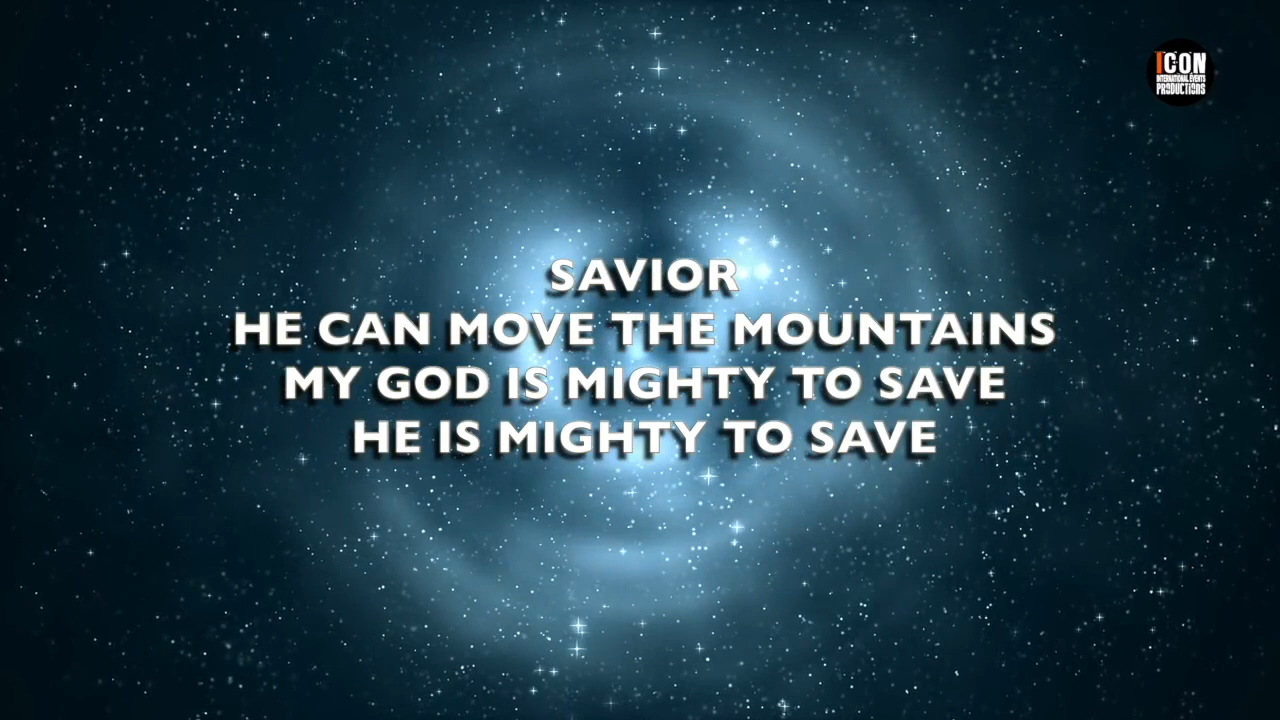 ICON
INTERNATIONAL EVENTS
PRODUCTIONS
SAVIOR
HE CAN MOVE THE MOUNTAINS
MY GOD IS MIGHTY TO SAVE
HE IS MIGHTY TO SAVE